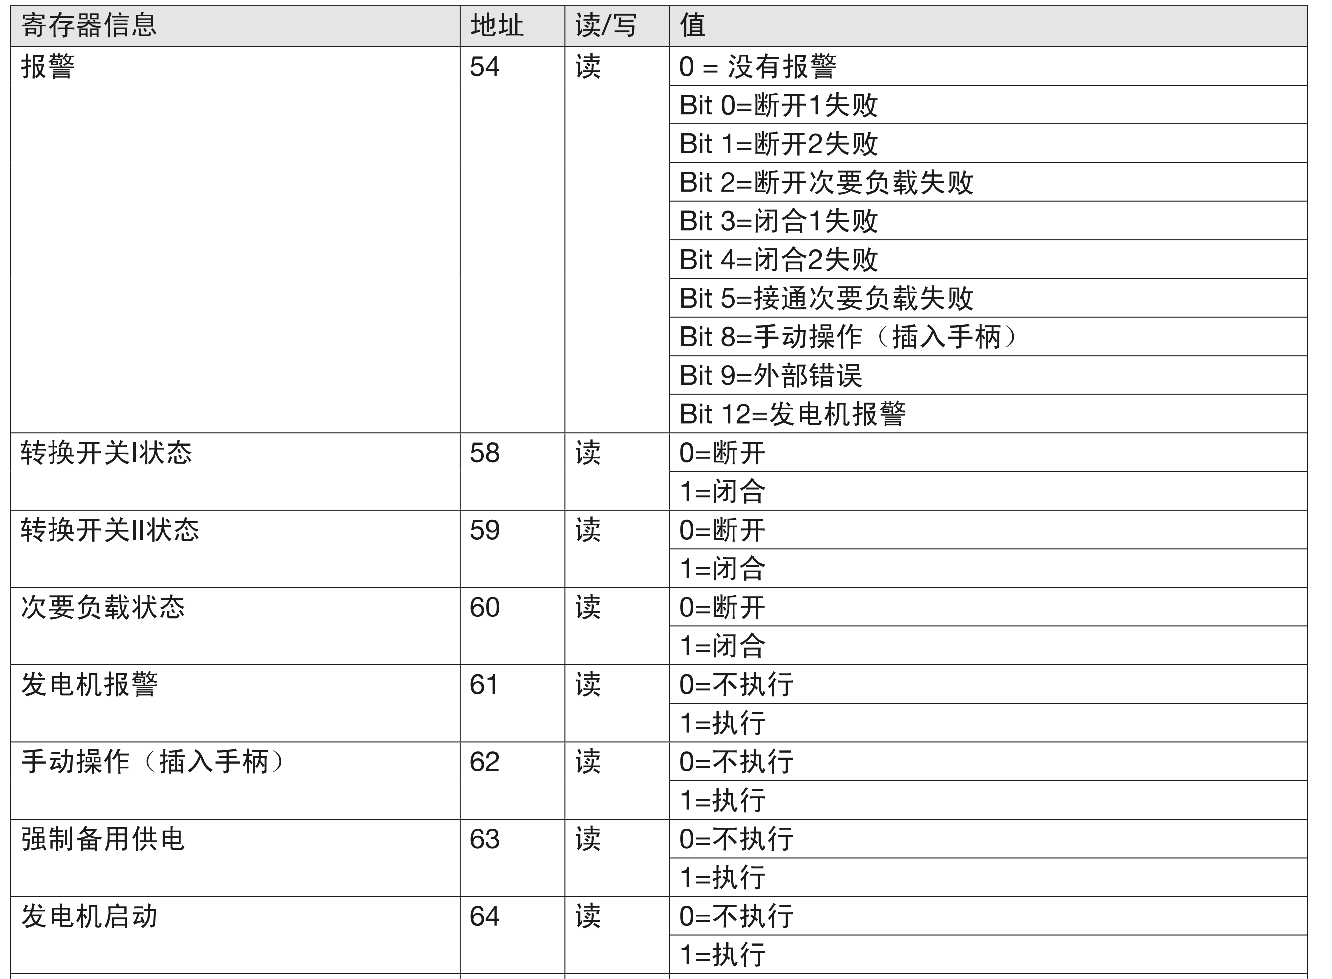 寄存器信息 地址 读/写 值
报警 54 读 0 = 没有报警
Bit 0=断开1失败
Bit 1=断开2失败
Bit 2=断开次要负载失败
Bit 3=闭合1失败
Bit 4=闭合2失败
Bit 5=接通次要负载失败
Bit 8=手动操作（插入手柄）
Bit 9=外部错误
Bit 12=发电机报警
转换开关I状态 58 读 0=断开
1=闭合
转换开关II状态 59 读 0=断开
1=闭合
次要负载状态 60 读 0=断开
1=闭合
发电机报警 61 读 0=不执行
1=执行
手动操作（插入手柄） 62 读 0=不执行
1=执行
强制备用供电 63 读 0=不执行
1=执行
发电机启动 64 读 0=不执行
1=执行